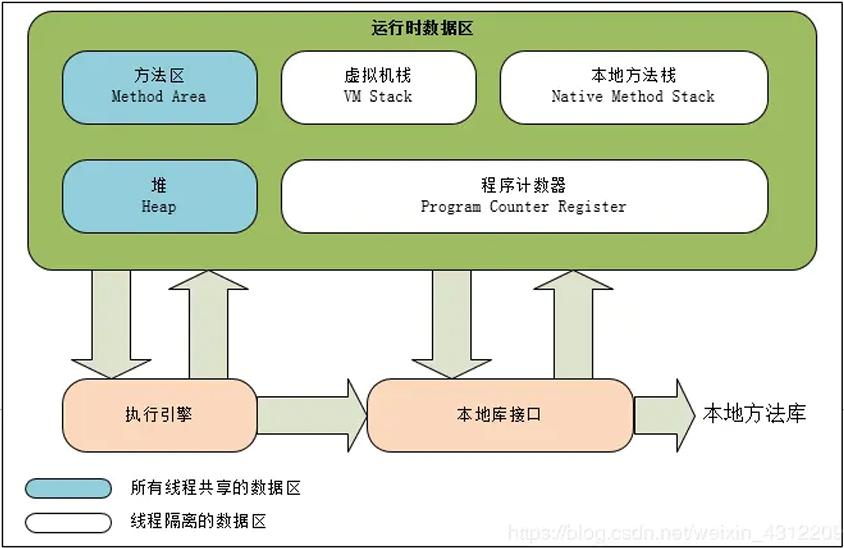 运行时数据区
方法区
Method Area
虚拟机栈
VM Stack
本地方法栈
Native Method Stack
堆
Heap
程序计数器
Program Counter Register
执行引擎
本地库接口
本地方法库
所有线程共享的数据区
线程隔离的数据区
https://blog.csdn.net/weixin_4312209